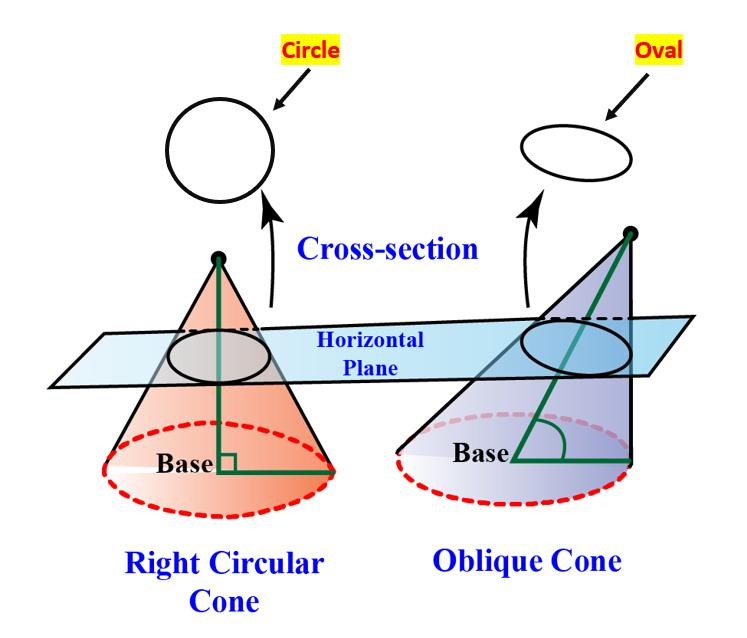 Circle
Oval
Cross-section
Horizontal
Plane
Base
Base
Right Circular
Cone
Oblique Cone